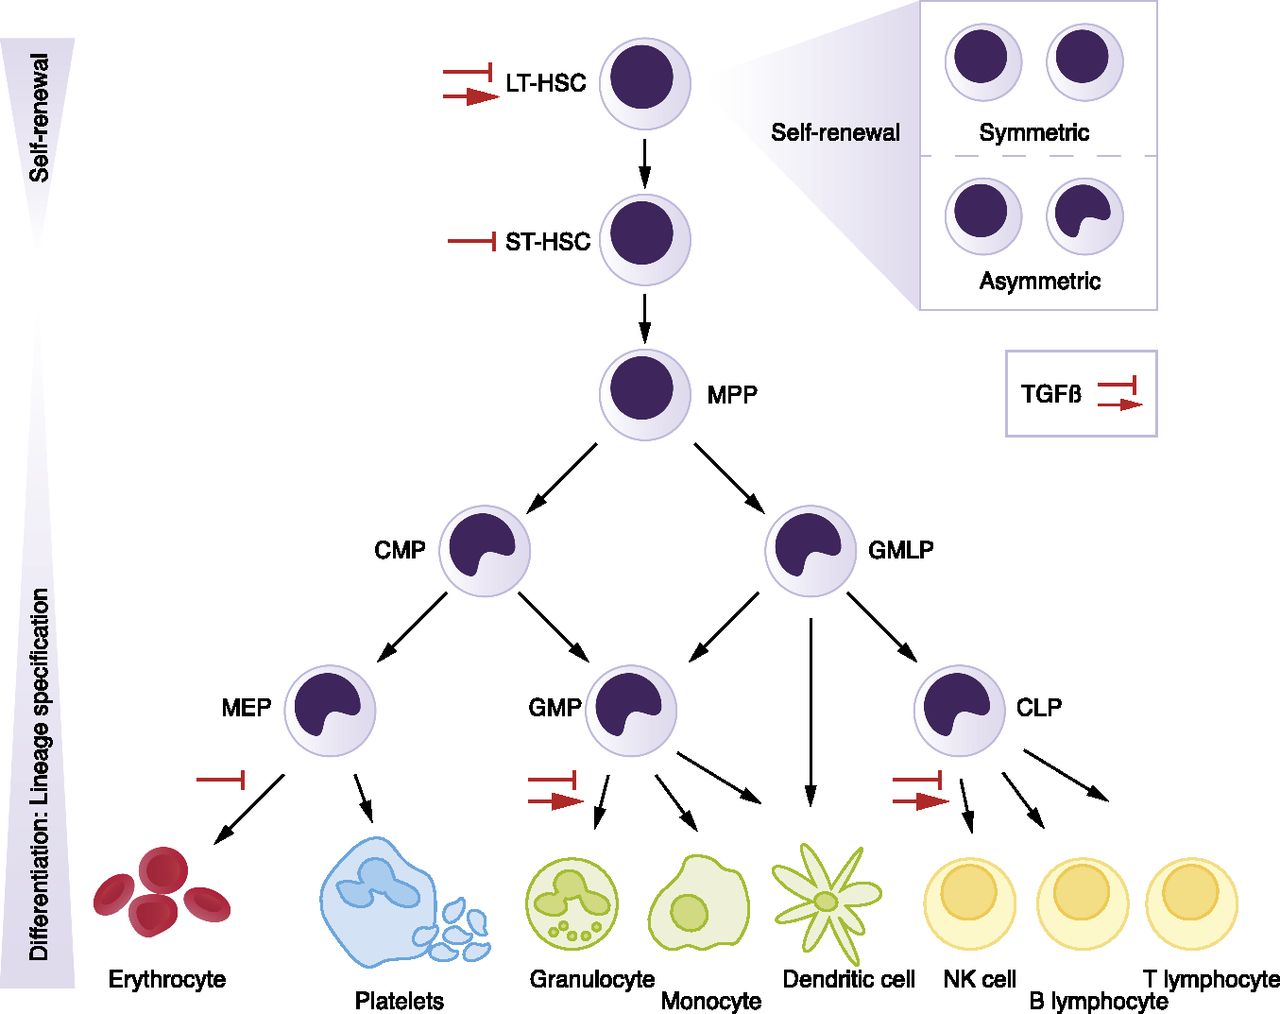 Self-renewal
LT-HSC
Self-renewal
Symmetric
Asymmetric
ST-HSC
MPP
TGFß
CMP
GMLP
Differentiation: Lineage specification
MEP
GMP
CLP
Erythrocyte
Platelets
Granulocyte
Monocyte
Dendritic cell
NK cell
B lymphocyte
T lymphocyte